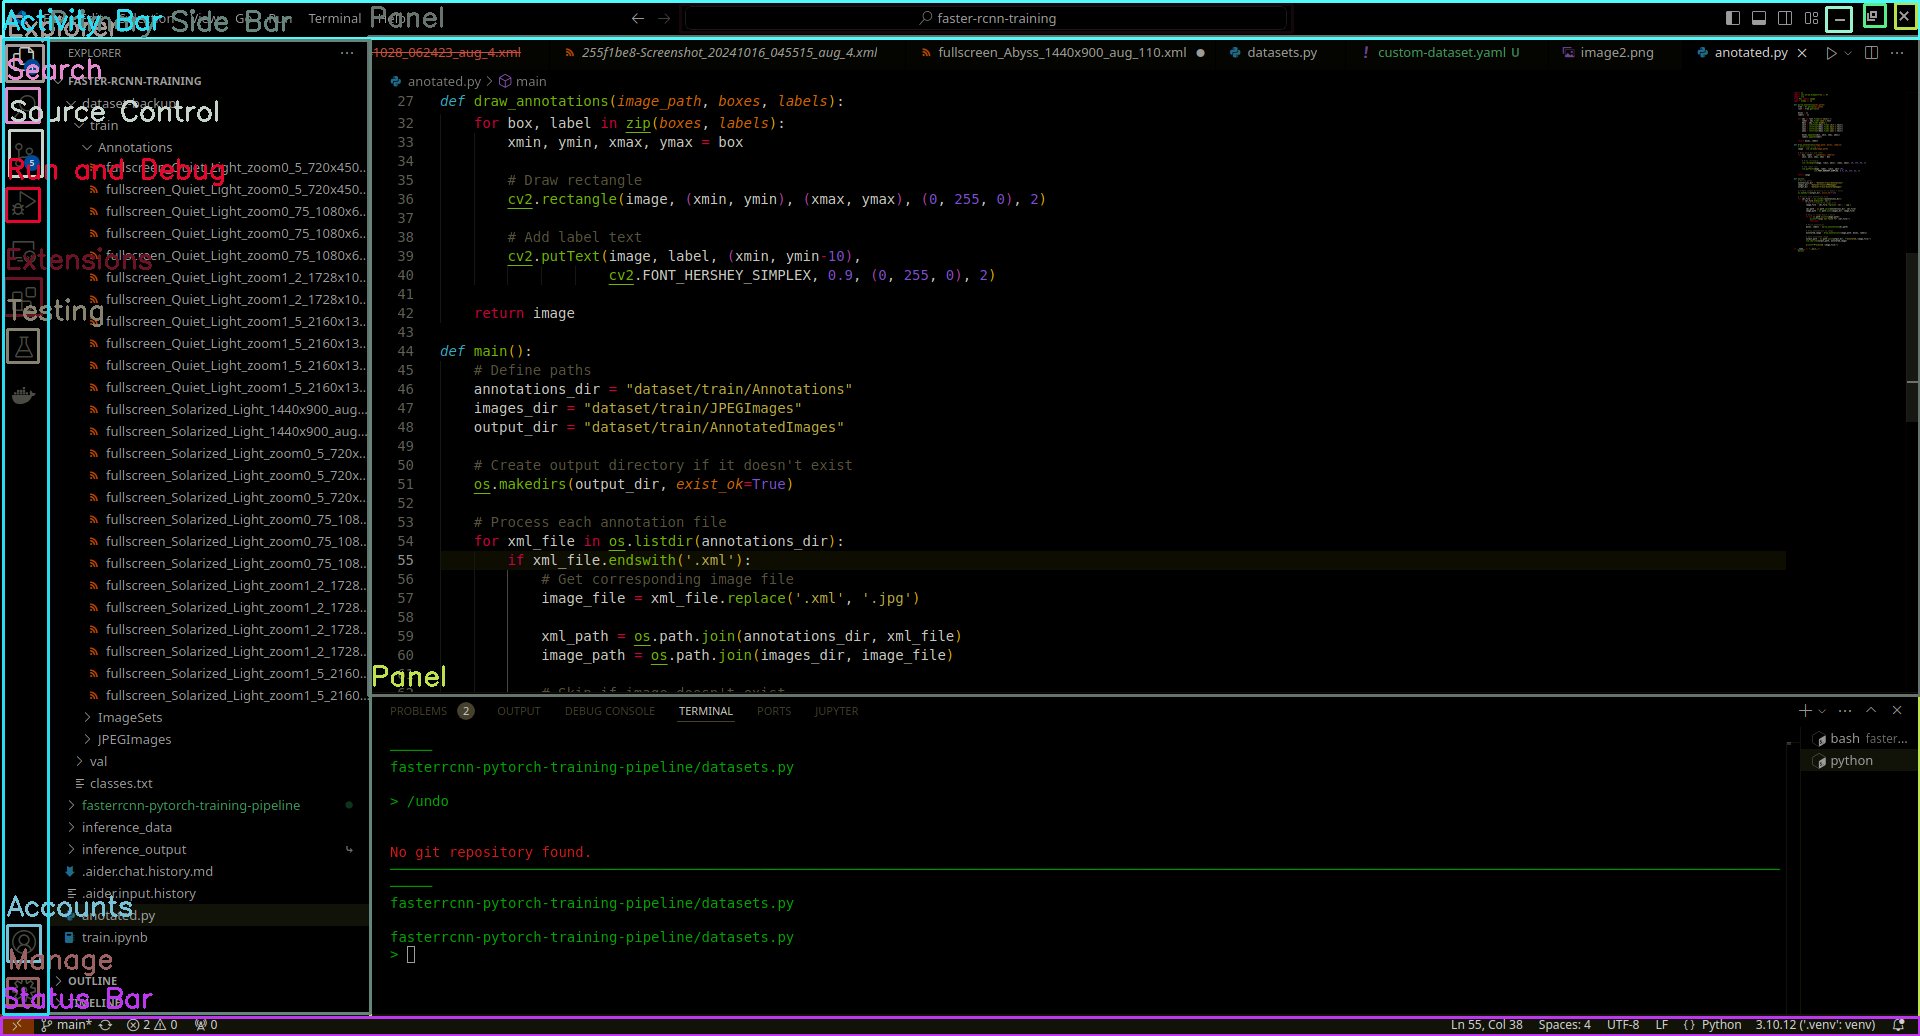 Activity Bar
Side Bar
Terminal
Panel
faster-rcnn-training
Explorer
EXPLORER
1028_062423_aug_4.xml
255f1be8-Screenshot_20241016_045515_aug_4.xml
fullscreen_Abyss_1440x900_aug_110.xml
datasets.py
custom-dataset.yaml U
image2.png
anotated.py
Search
FASTER-RCNN-TRAINING
anotated.py > main
dataset-backup
Source Control
train
Annotations
Run and Debug
fullscreen_Quiet_Light_zoom0_5_720x450...
fullscreen_Quiet_Light_zoom0_5_720x450...
fullscreen_Quiet_Light_zoom0_75_1080x6...
fullscreen_Quiet_Light_zoom0_75_1080x6...
fullscreen_Quiet_Light_zoom0_75_1080x6...
Extensions
fullscreen_Quiet_Light_zoom1_2_1728x10...
fullscreen_Quiet_Light_zoom1_2_1728x10...
Testing
fullscreen_Quiet_Light_zoom1_5_2160x13...
fullscreen_Quiet_Light_zoom1_5_2160x13...
fullscreen_Quiet_Light_zoom1_5_2160x13...
fullscreen_Quiet_Light_zoom1_5_2160x13...
fullscreen_Solarized_Light_1440x900_aug...
fullscreen_Solarized_Light_1440x900_aug...
fullscreen_Solarized_Light_zoom0_5_720x...
fullscreen_Solarized_Light_zoom0_5_720x...
fullscreen_Solarized_Light_zoom0_5_720x...
fullscreen_Solarized_Light_zoom0_75_108...
fullscreen_Solarized_Light_zoom0_75_108...
fullscreen_Solarized_Light_zoom0_75_108...
fullscreen_Solarized_Light_zoom1_2_1728...
fullscreen_Solarized_Light_zoom1_2_1728...
fullscreen_Solarized_Light_zoom1_2_1728...
fullscreen_Solarized_Light_zoom1_2_1728...
fullscreen_Solarized_Light_zoom1_5_2160...
fullscreen_Solarized_Light_zoom1_5_2160...
ImageSets
JPEGImages
val
classes.txt
fasterrcnn-pytorch-training-pipeline
inference_data
inference_output
.aider.chat.history.md
.aider.input.history
Accounts
anotated.py
train.ipynb
Manage
OUTLINE
TIMELINE
Status Bar
27 def draw_annotations(image_path, boxes, labels):
32 for box, label in zip(boxes, labels):
33 xmin, ymin, xmax, ymax = box
34
35 # Draw rectangle
36 cv2.rectangle(image, (xmin, ymin), (xmax, ymax), (0, 255, 0), 2)
37
38 # Add label text
39 cv2.putText(image, label, (xmin, ymin-10),
40 cv2.FONT_HERSHEY_SIMPLEX, 0.9, (0, 255, 0), 2)
41
42 return image
43
44 def main():
45 # Define paths
46 annotations_dir = "dataset/train/Annotations"
47 images_dir = "dataset/train/JPEGImages"
48 output_dir = "dataset/train/AnnotatedImages"
49
50 # Create output directory if it doesn't exist
51 os.makedirs(output_dir, exist_ok=True)
52
53 # Process each annotation file
54 for xml_file in os.listdir(annotations_dir):
55 if xml_file.endswith('.xml'):
56 # Get corresponding image file
57 image_file = xml_file.replace('.xml', '.jpg')
58
59 xml_path = os.path.join(annotations_dir, xml_file)
60 image_path = os.path.join(images_dir, image_file)
Panel
# Skip if image doesn't exist
PROBLEMS 2 OUTPUT DEBUG CONSOLE TERMINAL PORTS JUPYTER
fasterrcnn-pytorch-training-pipeline/datasets.py
> /undo
No git repository found.
fasterrcnn-pytorch-training-pipeline/datasets.py
fasterrcnn-pytorch-training-pipeline/datasets.py
>
bash faster...
python
main* 2 0 0
Ln 55, Col 38 Spaces: 4 UTF-8 LF { } Python 3.10.12 ('.venv': venv)